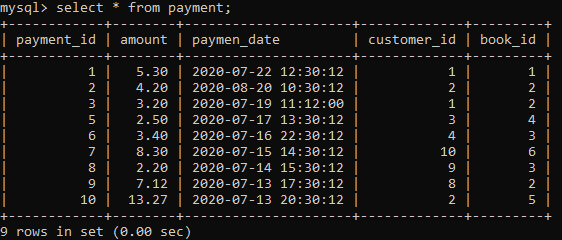 mysql> select * from payment;
+------------+--------+---------------------+-------------+---------+
| payment_id | amount | paymen_date         | customer_id | book_id |
+------------+--------+---------------------+-------------+---------+
|          1 |   5.30 | 2020-07-22 12:30:12 |           1 |       1 |
|          2 |   4.20 | 2020-08-20 10:30:12 |           2 |       2 |
|          3 |   3.20 | 2020-07-19 11:12:00 |           1 |       2 |
|          5 |   2.50 | 2020-07-17 13:30:12 |           3 |       4 |
|          6 |   3.40 | 2020-07-16 22:30:12 |           4 |       3 |
|          7 |   8.30 | 2020-07-15 14:30:12 |          10 |       6 |
|          8 |   2.20 | 2020-07-14 15:30:12 |           9 |       3 |
|          9 |   7.12 | 2020-07-13 17:30:12 |           8 |       2 |
|         10 |  13.27 | 2020-07-13 20:30:12 |           2 |       5 |
+------------+--------+---------------------+-------------+---------+
9 rows in set (0.00 sec)